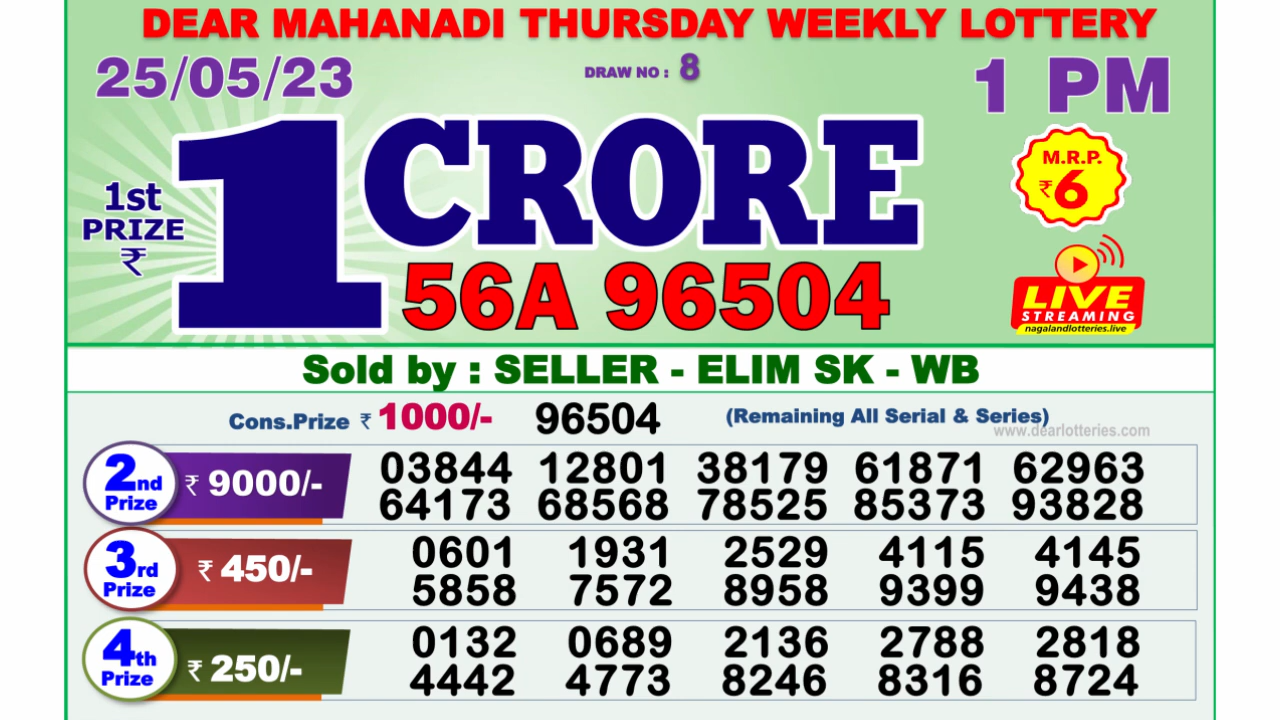 DEAR MAHANADI THURSDAY WEEKLY LOTTERY
25/05/23
DRAW NO : 8
1 PM
1st
PRIZE
₹
1 CRORE
56A 96504
M.R.P.
₹6
LIVE
STREAMING
nagalandlotteries.live
Sold by : SELLER - ELIM SK - WB
Cons.Prize ₹ 1000/- 96504 (Remaining All Serial & Series)
www.dearlotteries.com
2nd
Prize
₹ 9000/-
03844 12801 38179 61871 62963
64173 68568 78525 85373 93828
3rd
Prize
₹ 450/-
0601 1931 2529 4115 4145
5858 7572 8958 9399 9438
4th
Prize
₹ 250/-
0132 0689 2136 2788 2818
4442 4773 8246 8316 8724